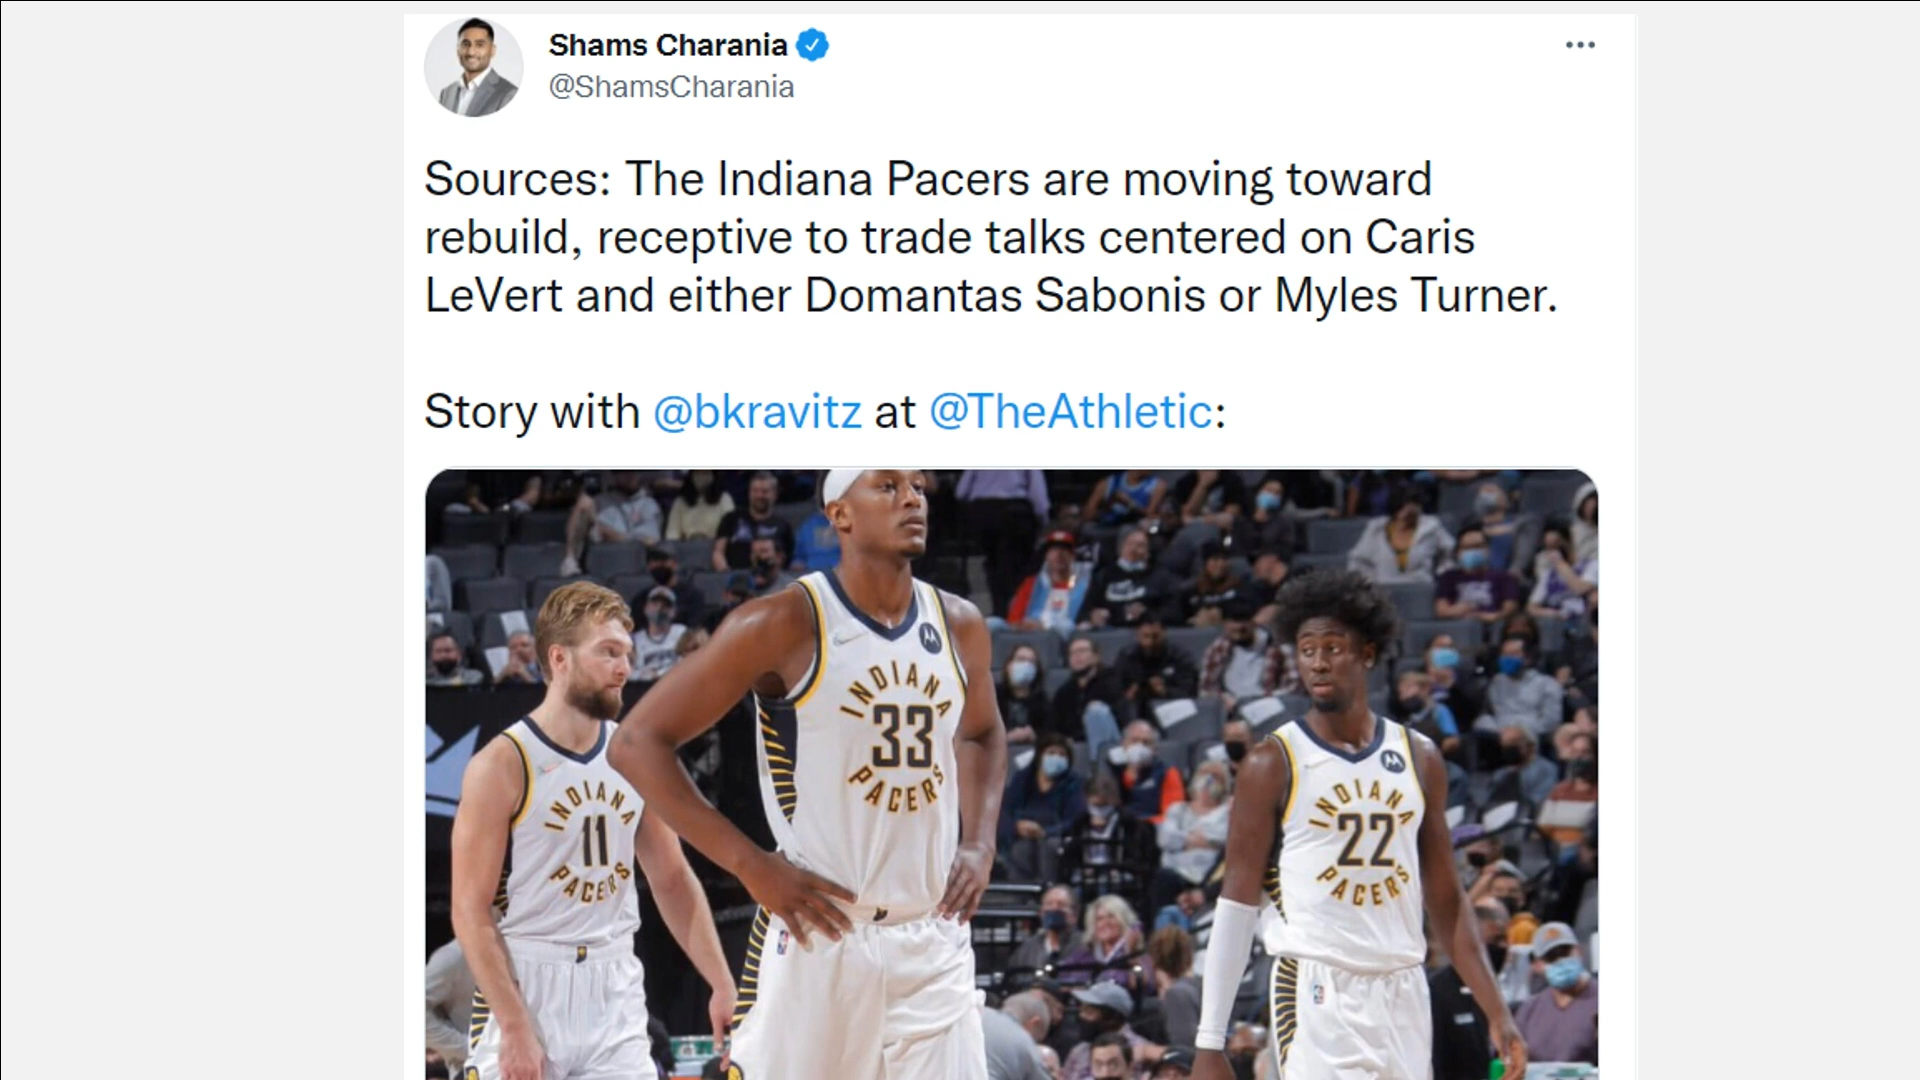 Shams Charania
@ShamsCharania
Sources: The Indiana Pacers are moving toward
rebuild, receptive to trade talks centered on Caris
LeVert and either Domantas Sabonis or Myles Turner.
Story with @bkravitz at @TheAthletic:
INDIANA
33
PACERS
INDIANA
11
PACERS
INDIANA
22
PACERS